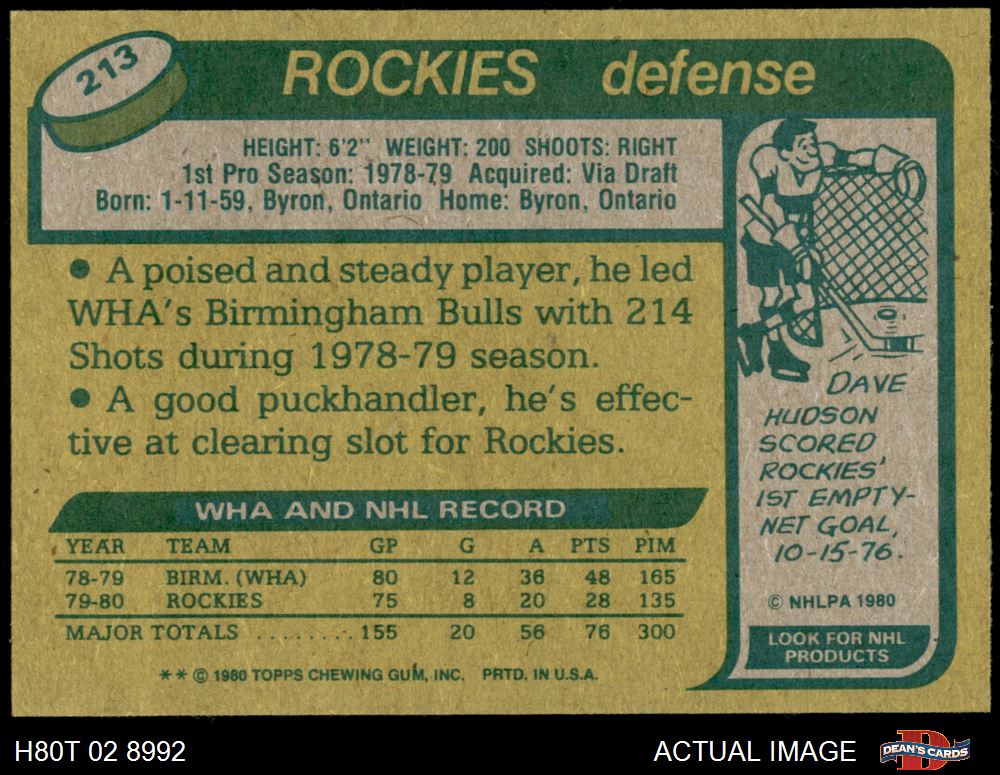 213
ROCKIES defense
HEIGHT: 6'2" WEIGHT: 200 SHOOTS: RIGHT
1st Pro Season: 1978-79 Acquired: Via Draft
Born: 1-11-59, Byron, Ontario Home: Byron, Ontario
● A poised and steady player, he led
WHA's Birmingham Bulls with 214
Shots during 1978-79 season.
● A good puckhandler, he's effec-
tive at clearing slot for Rockies.
WHA AND NHL RECORD
YEAR TEAM GP G A PTS PIM
78-79 BIRM. (WHA) 80 12 36 48 165
79-80 ROCKIES 75 8 20 28 135
MAJOR TOTALS ........ 155 20 56 76 300
** © 1980 TOPPS CHEWING GUM, INC. PRTD. IN U.S.A.
DAVE
HUDSON
SCORED
ROCKIES'
1ST EMPTY-
NET GOAL,
10-15-76.
© NHLPA 1980
LOOK FOR NHL
PRODUCTS
H80T 02 8992
ACTUAL IMAGE
D
DEAN'S CARDS